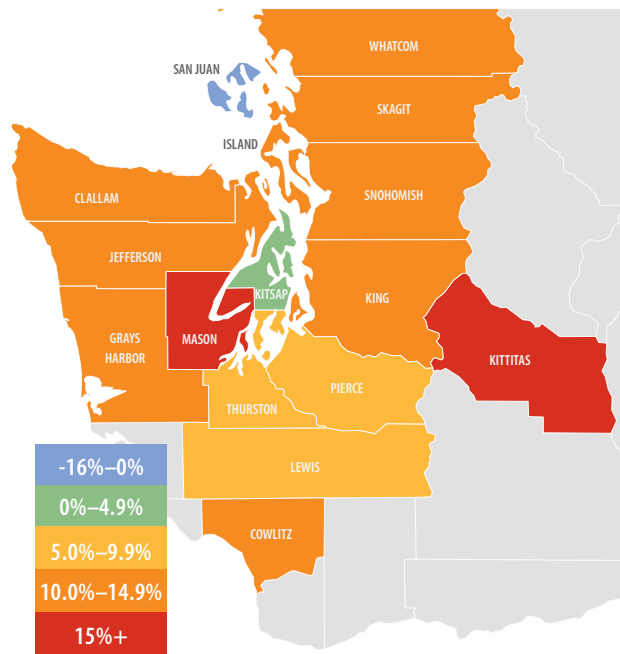 WHATCOM
SAN JUAN
SKAGIT
ISLAND
CLALLAM
SNOHOMISH
JEFFERSON
KITSAP
KING
MASON
GRAYS
HARBOR
KITTITAS
PIERCE
THURSTON
LEWIS
COWLITZ
-16%–0%
0%–4.9%
5.0%–9.9%
10.0%–14.9%
15%+